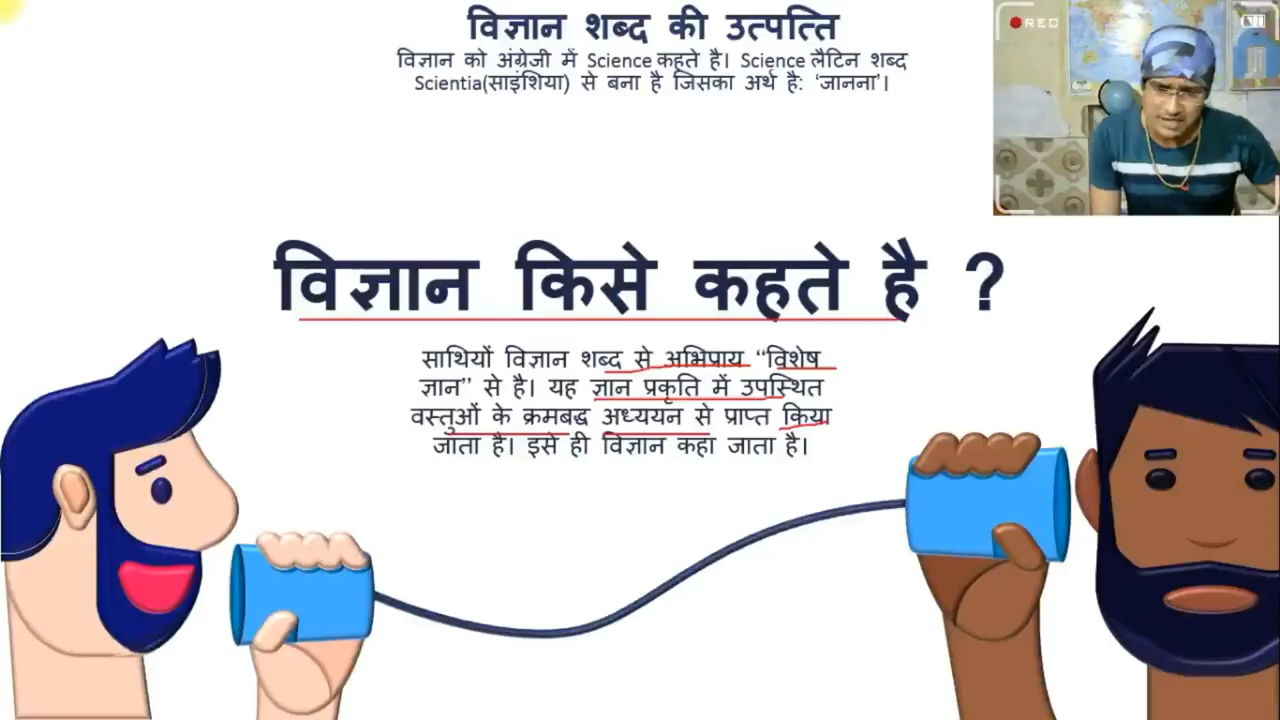 विज्ञान शब्द की उत्पत्ति
विज्ञान को अंग्रेजी में Science कहते है। Science लैटिन शब्द
Scientia(साइंशिया) से बना है जिसका अर्थ है: ‘जानना’।
REC
विज्ञान किसे कहते है ?
साथियों विज्ञान शब्द से अभिप्राय “विशेष
ज्ञान” से है। यह ज्ञान प्रकृति में उपस्थित
वस्तुओं के क्रमबद्ध अध्ययन से प्राप्त किया
जाता है। इसे ही विज्ञान कहा जाता है।